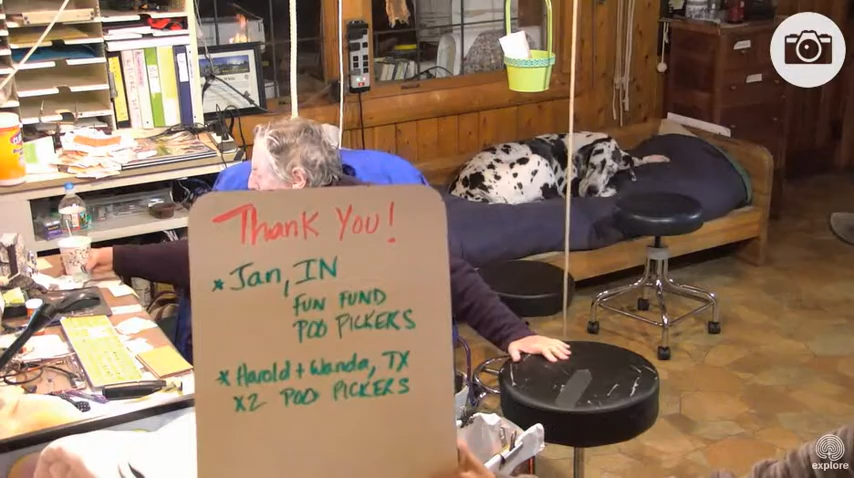 Thank You!
* Jan, IN
FUN FUND
POO PICKERS
* Harold + Wanda, TX
x2 POO PICKERS
explore